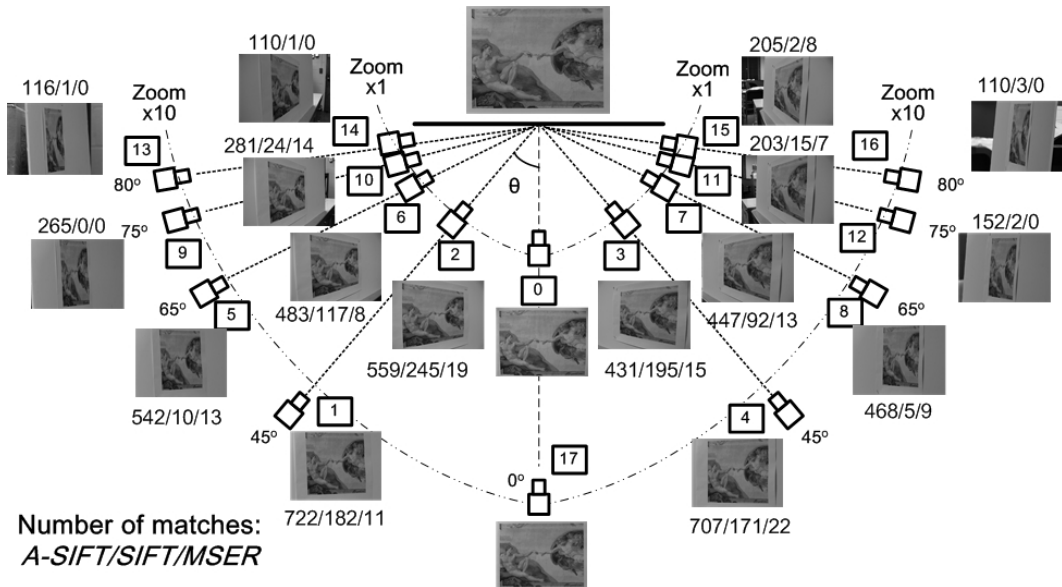 110/1/0
205/2/8
116/1/0
Zoom
x10
Zoom
x1
Zoom
x1
Zoom
x10
110/3/0
13
14
281/24/14
15
203/15/7
16
80º
10
11
80º
θ
265/0/0
75º
9
6
2
3
7
12
75º
152/2/0
65º
5
483/117/8
0
447/92/13
8
65º
559/245/19
431/195/15
542/10/13
468/5/9
45º
1
4
45º
722/182/11
0º
17
707/171/22
Number of matches:
A-SIFT/SIFT/MSER